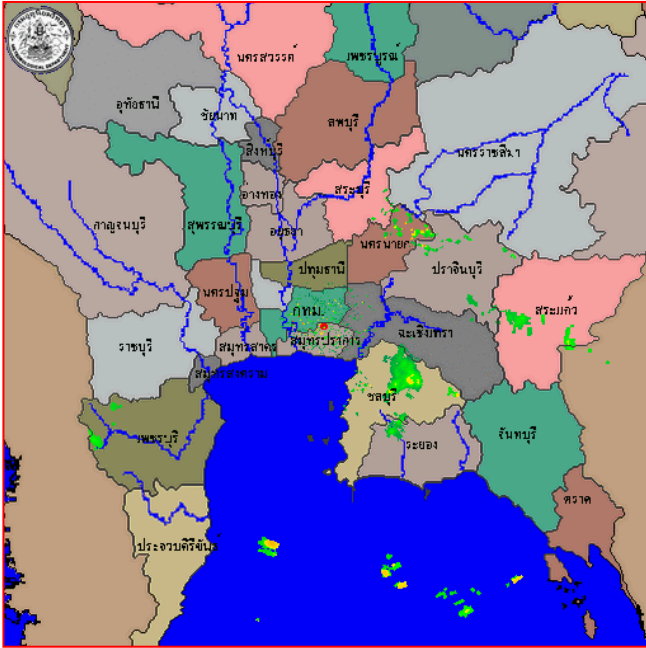 นครสวรรค์
เพชรบูรณ์
อุทัยธานี
ชัยนาท
ลพบุรี
สิงห์บุรี
นครราชสีมา
สระบุรี
อ่างทอง
กาญจนบุรี
สุพรรณบุรี
อยุธยา
นครนายก
ปราจีนบุรี
ปทุมธานี
นครปฐม
กทม.
สระแก้ว
ฉะเชิงเทรา
สมุทรสาคร
สมุทรปราการ
ราชบุรี
สมุทรสงคราม
ชลบุรี
เพชรบุรี
ระยอง
จันทบุรี
ตราด
ประจวบคีรีขันธ์